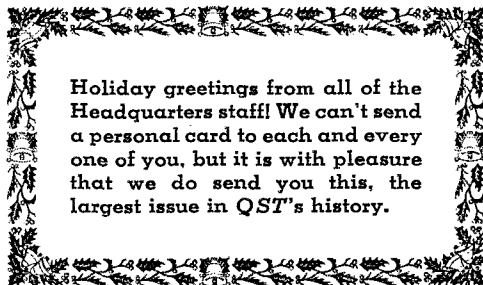 Holiday greetings from all of the
Headquarters staff! We can't send
a personal card to each and every
one of you, but it is with pleasure
that we do send you this, the
largest issue in QST's history.